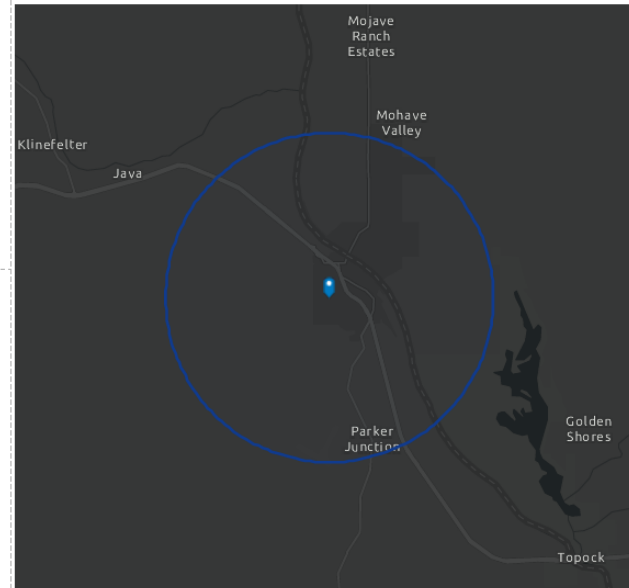 Mojave
Ranch
Estates
Mohave
Valley
Klinefelter
Java
Parker
Junction
Golden
Shores
Topock